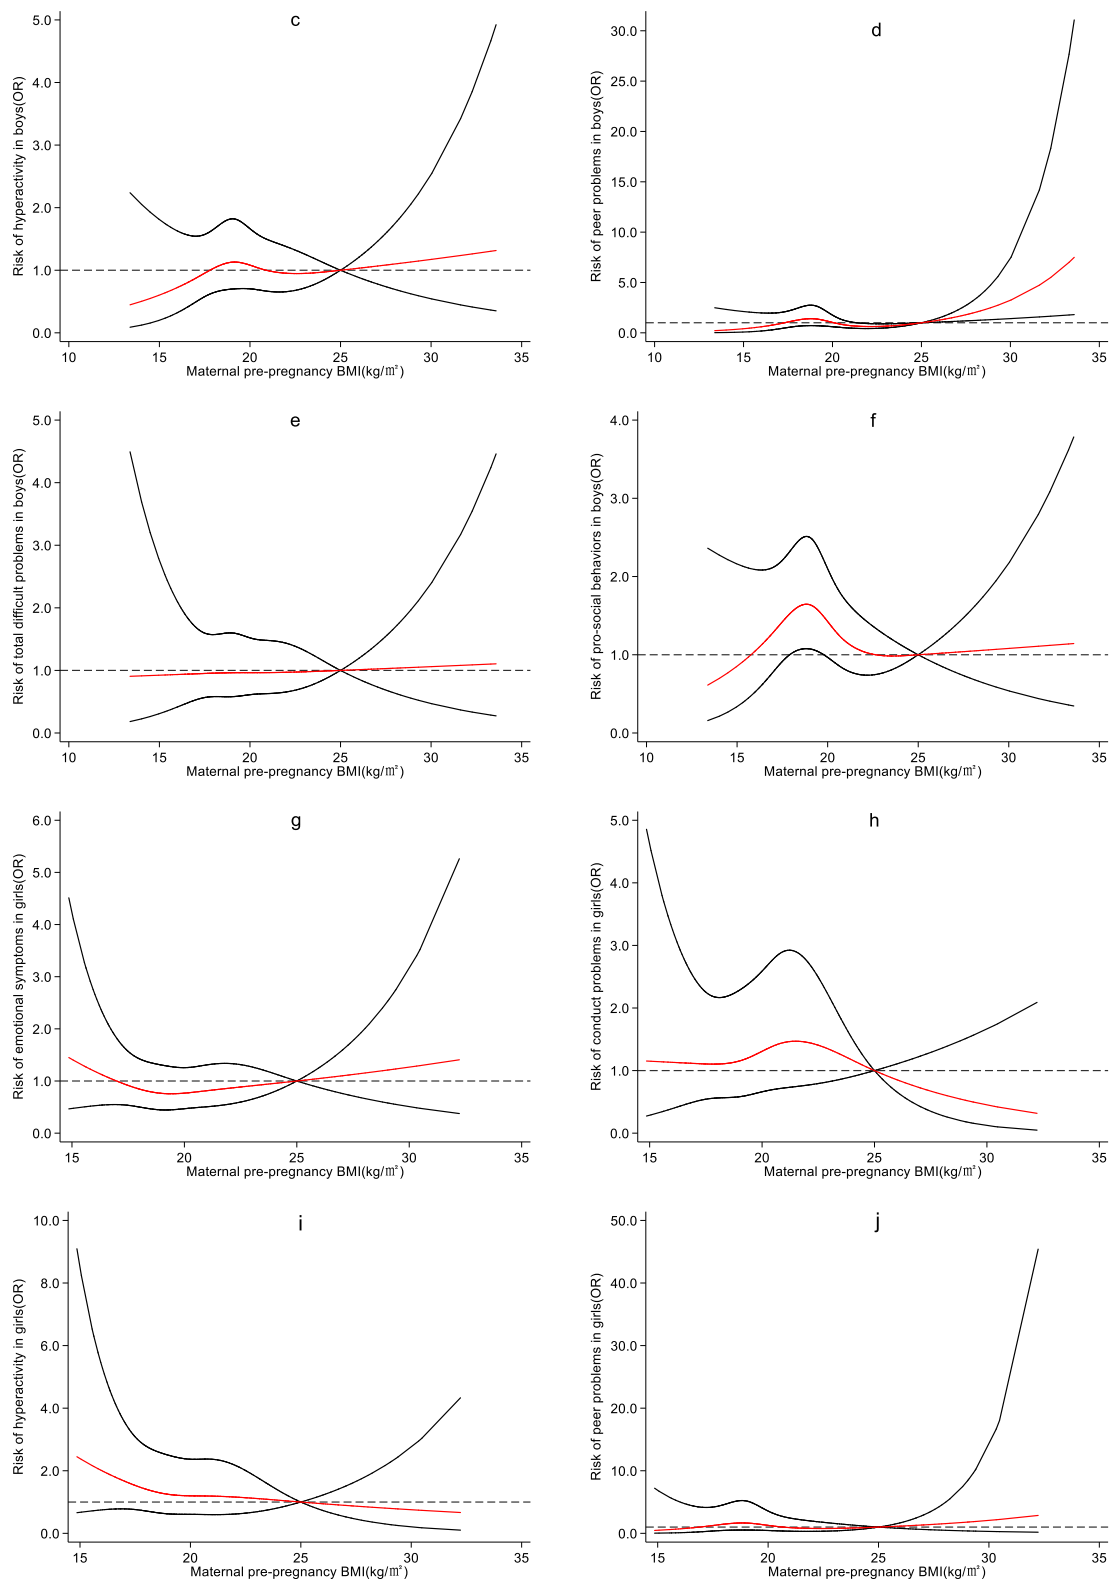 c
Risk of hyperactivity in boys(OR)
5.0
4.0
3.0
2.0
1.0
0.0
10 15 20 25 30 35
Maternal pre-pregnancy BMI(kg/m²)
d
Risk of peer problems in boys(OR)
30.0
25.0
20.0
15.0
10.0
5.0
0.0
10 15 20 25 30 35
Maternal pre-pregnancy BMI(kg/m²)
e
Risk of total difficult problems in boys(OR)
5.0
4.0
3.0
2.0
1.0
0.0
10 15 20 25 30 35
Maternal pre-pregnancy BMI(kg/m²)
f
Risk of pro-social behaviors in boys(OR)
4.0
3.0
2.0
1.0
0.0
10 15 20 25 30 35
Maternal pre-pregnancy BMI(kg/m²)
g
Risk of emotional symptoms in girls(OR)
6.0
5.0
4.0
3.0
2.0
1.0
0.0
15 20 25 30 35
Maternal pre-pregnancy BMI(kg/m²)
h
Risk of conduct problems in girls(OR)
5.0
4.0
3.0
2.0
1.0
0.0
15 20 25 30 35
Maternal pre-pregnancy BMI(kg/m²)
i
Risk of hyperactivity in girls(OR)
10.0
8.0
6.0
4.0
2.0
0.0
15 20 25 30 35
Maternal pre-pregnancy BMI(kg/m²)
j
Risk of peer problems in girls(OR)
50.0
40.0
30.0
20.0
10.0
0.0
15 20 25 30 35
Maternal pre-pregnancy BMI(kg/m²)